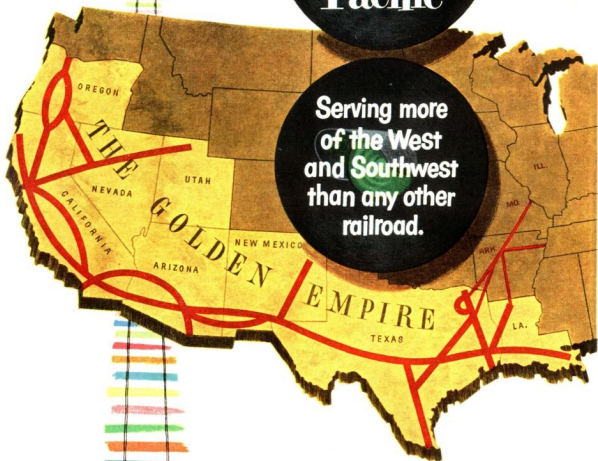 Pacific
Serving more
of the West
and Southwest
than any other
railroad.
OREGON
THE GOLDEN EMPIRE
NEVADA
UTAH
CALIFORNIA
ARIZONA
NEW MEXICO
TEXAS
LA.
ARK.
MO.
ILL.